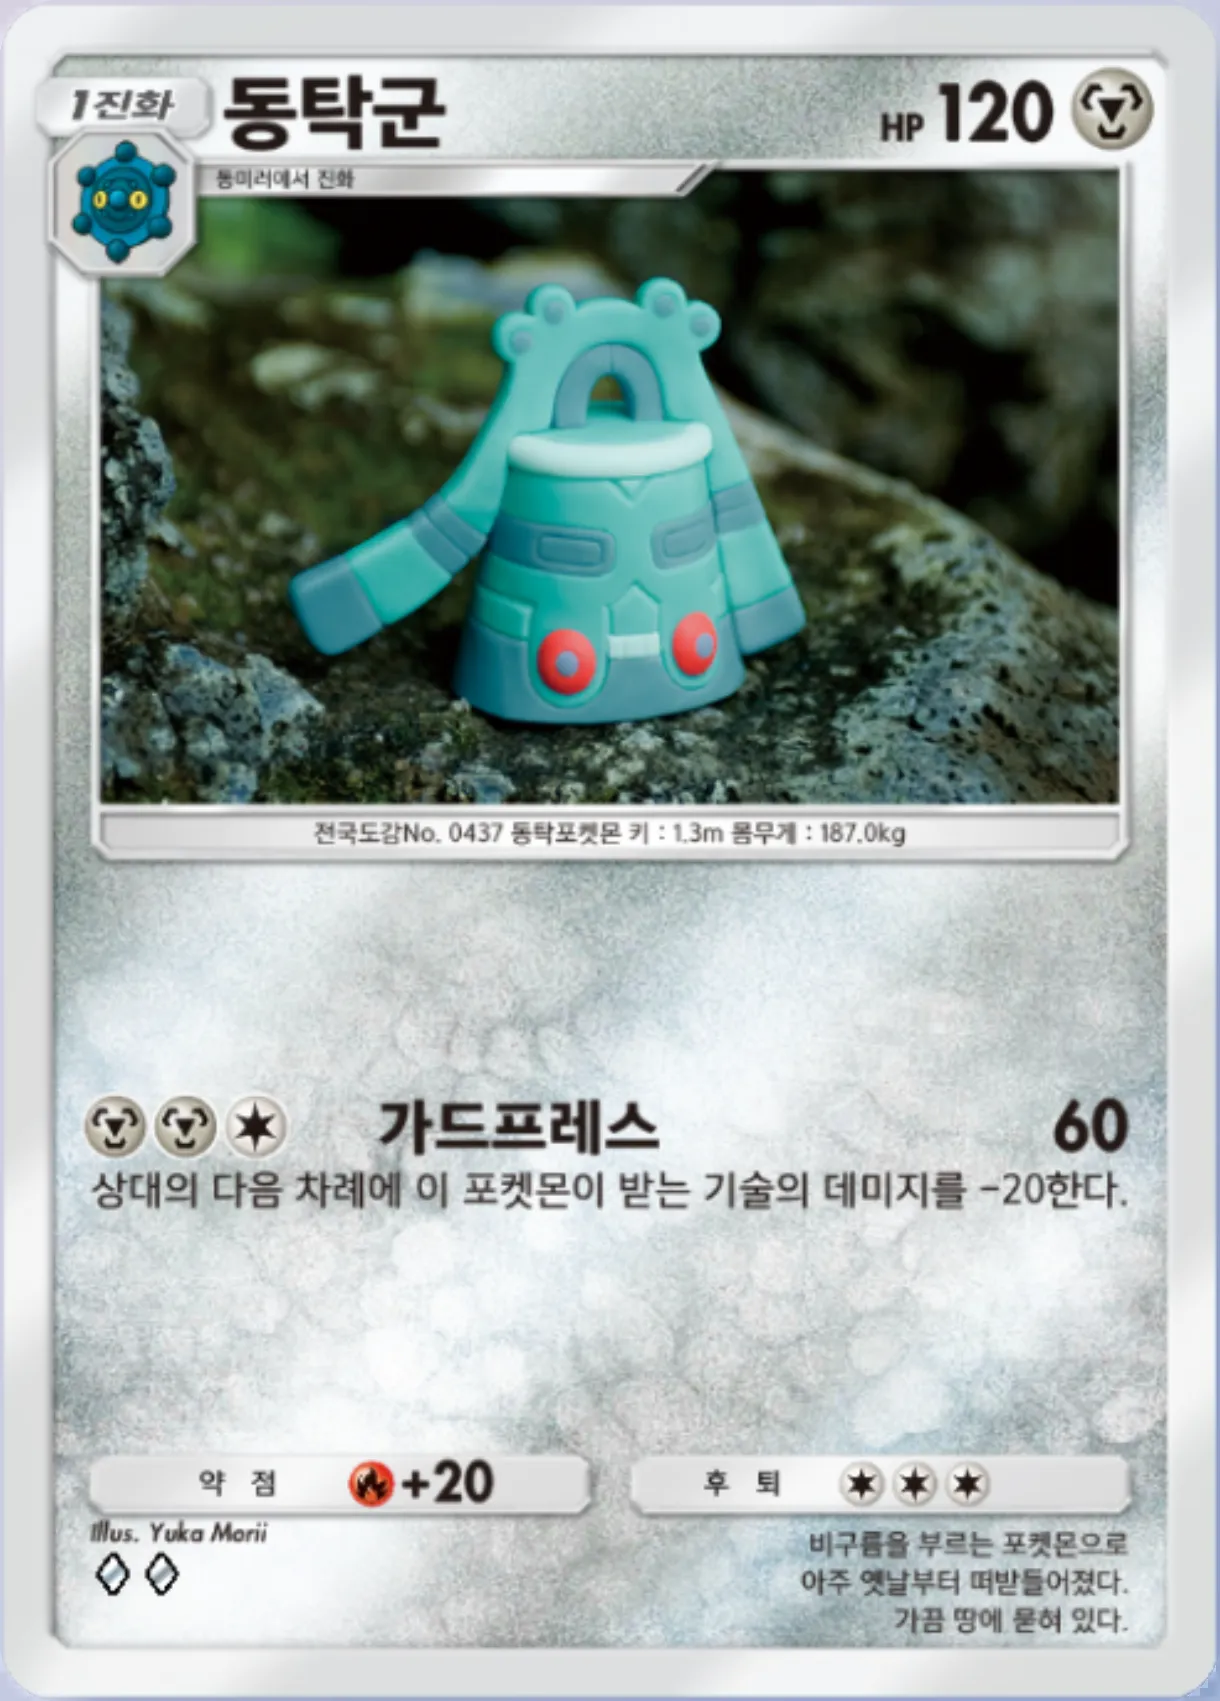 1진화
동탁군
HP 120
동미러에서 진화
전국도감No. 0437 동탁포켓몬 키 : 1.3m 몸무게 : 187.0kg
가드프레스 60
상대의 다음 차례에 이 포켓몬이 받는 기술의 데미지를 -20한다.
약 점 +20
후 퇴
Illus. Yuka Morii
비구름을 부르는 포켓몬으로
아주 옛날부터 떠받들어졌다.
가끔 땅에 묻혀 있다.